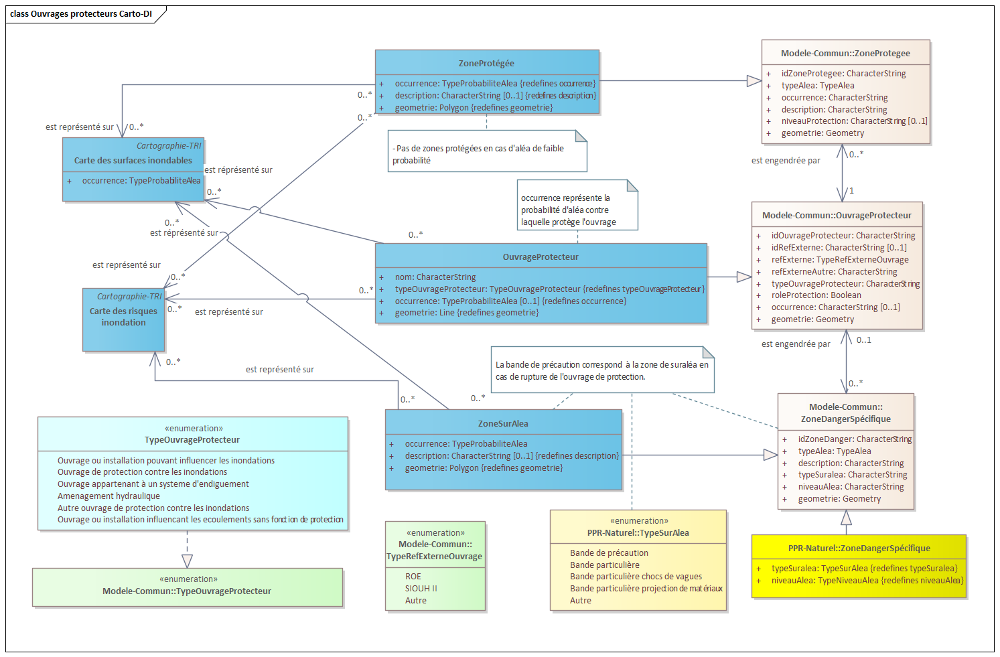 class Ouvrages protecteurs Carto-DI
ZoneProtégée
+ occurrence: TypeProbabiliteAlea {redefines occurrence}
+ description: CharacterString [0..1] {redefines description}
+ geometrie: Polygon {redefines geometrie}
Modele-Commun::ZoneProtegee
+ idZoneProtegee: CharacterString
+ typeAlea: TypeAlea
+ occurrence: CharacterString
+ description: CharacterString
+ niveauProtection: CharacterString [0..1]
+ geometrie: Geometry
0..*
0..*
est représenté sur
0..*
- Pas de zones protégées en cas d'aléa de faible
probabilité
Cartographie-TRI
Carte des surfaces inondables
+ occurrence: TypeProbabiliteAlea
est réprésenté sur
0..*
0..*
est réprésenté sur
est engendrée par
0..*
1
occurrence représente la
probabilité d'aléa contre
laquelle protège l'ouvrage
0..*
OuvrageProtecteur
+ nom: CharacterString
+ typeOuvrageProtecteur: TypeOuvrageProtecteur {redefines typeOuvrageProtecteur}
+ occurrence: TypeProbabiliteAlea [0..1] {redefines occurrence}
+ geometrie: Line {redefines geometrie}
Modele-Commun::OuvrageProtecteur
+ idOuvrageProtecteur: CharacterString
+ idRefExterne: CharacterString [0..1]
+ refExterne: TypeRefExterneOuvrage
+ refExterneAutre: CharacterString
+ typeOuvrageProtecteur: CharacterString
+ roleProtection: Boolean
+ occurrence: CharacterString [0..1]
+ geometrie: Geometry
est représenté sur
0..*
Cartographie-TRI
Carte des risques
inondation
0..*
0..*
est représenté sur
0..*
est représenté sur
est engendrée par
0..1
0..*
La bande de précaution correspond à la zone de suraléa en
cas de rupture de l'ouvrage de protection.
0..*
0..*
ZoneSurAlea
+ occurrence: TypeProbabiliteAlea
+ description: CharacterString [0..1] {redefines description}
+ geometrie: Polygon {redefines geometrie}
Modele-Commun::
ZoneDangerSpécifique
+ idZoneDanger: CharacterString
+ typeAlea: TypeAlea
+ description: CharacterString
+ typeSuralea: CharacterString
+ niveauAlea: CharacterString
+ geometrie: Geometry
«enumeration»
TypeOuvrageProtecteur
Ouvrage ou installation pouvant influencer les inondations
Ouvrage de protection contre les inondations
Ouvrage appartenant à un systeme d'endiguement
Amenagement hydraulique
Autre ouvrage de protection contre les inondations
Ouvrage ou installation influencant les ecoulements sans fonction de protection
«enumeration»
Modele-Commun::TypeOuvrageProtecteur
«enumeration»
Modele-Commun::
TypeRefExterneOuvrage
ROE
SIOUH II
Autre
«enumeration»
PPR-Naturel::TypeSurAlea
Bande de précaution
Bande particulière
Bande particulière chocs de vagues
Bande particulière projection de matériaux
Autre
PPR-Naturel::ZoneDangerSpécifique
+ typeSuralea: TypeSurAlea {redefines typeSuralea}
+ niveauAlea: TypeNiveauAlea {redefines niveauAlea}